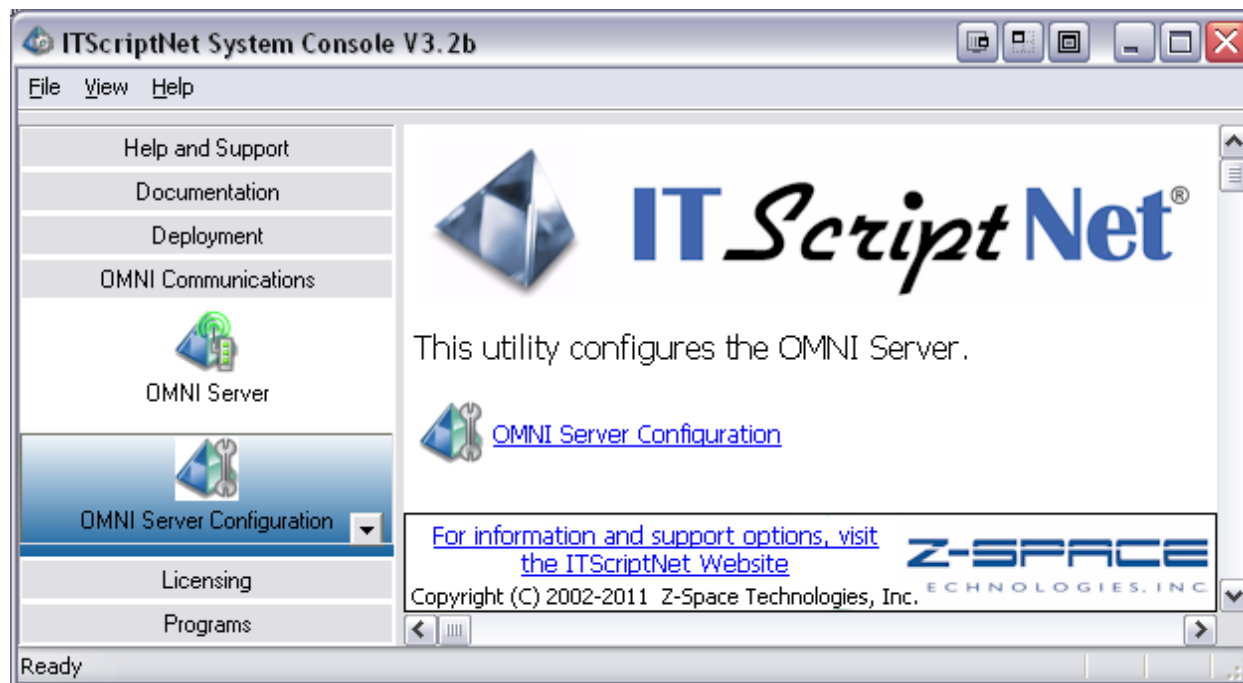 ITScriptNet System Console V3.2b
File View Help
Help and Support
Documentation
Deployment
OMNI Communications
OMNI Server
OMNI Server Configuration
Licensing
Programs
IT Script Net®
This utility configures the OMNI Server.
OMNI Server Configuration
For information and support options, visit
the ITScriptNet Website
Copyright (C) 2002-2011 Z-Space Technologies, Inc.
Z-SPACE
ECHNOLOGIES, INC
Ready